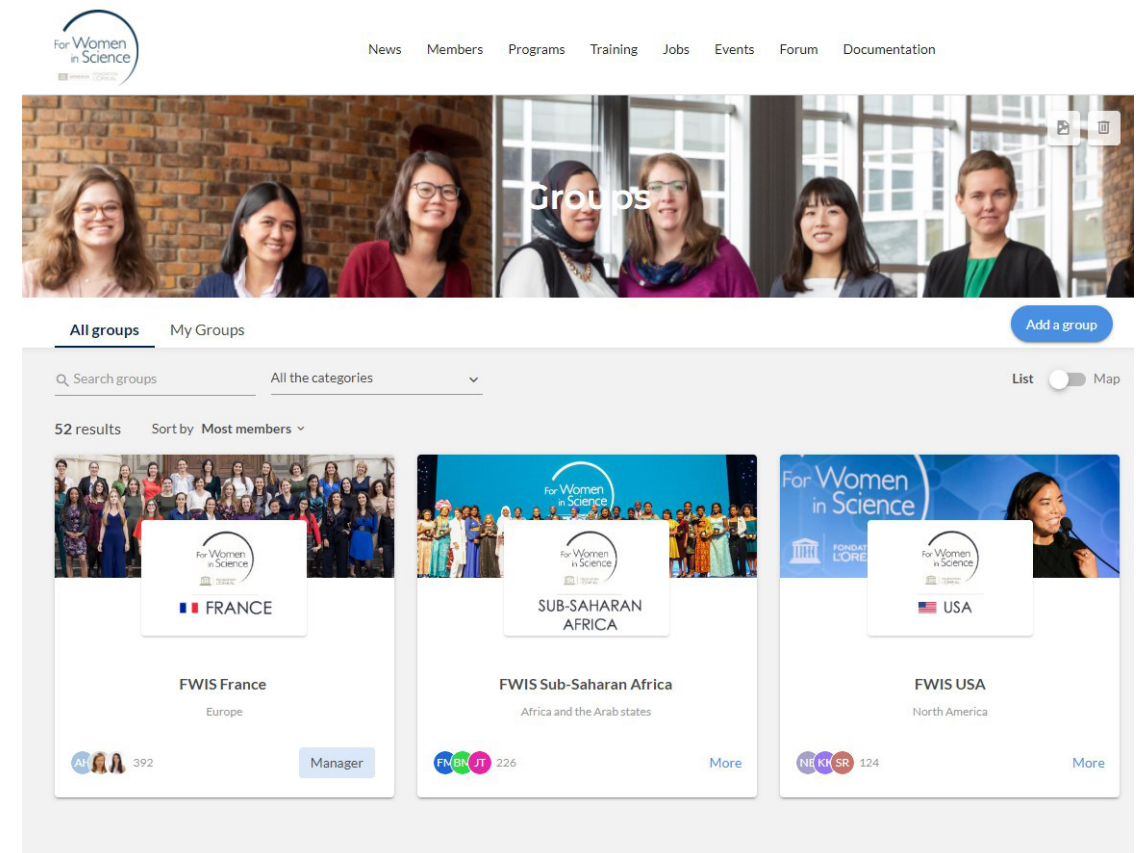 For Women
in Science
News Members Programs Training Jobs Events Forum Documentation
Groups
All groups My Groups
Add a group
Search groups
All the categories
List Map
52 results Sort by Most members
For Women
in Science
FRANCE
FWIS France
Europe
AH 392
Manager
For Women
in Science
For Women
in Science
SUB-SAHARAN
AFRICA
FWIS Sub-Saharan Africa
Africa and the Arab states
FN BN JT 226
More
For Women
in Science
For Women
in Science
USA
FWIS USA
North America
SR 124
More